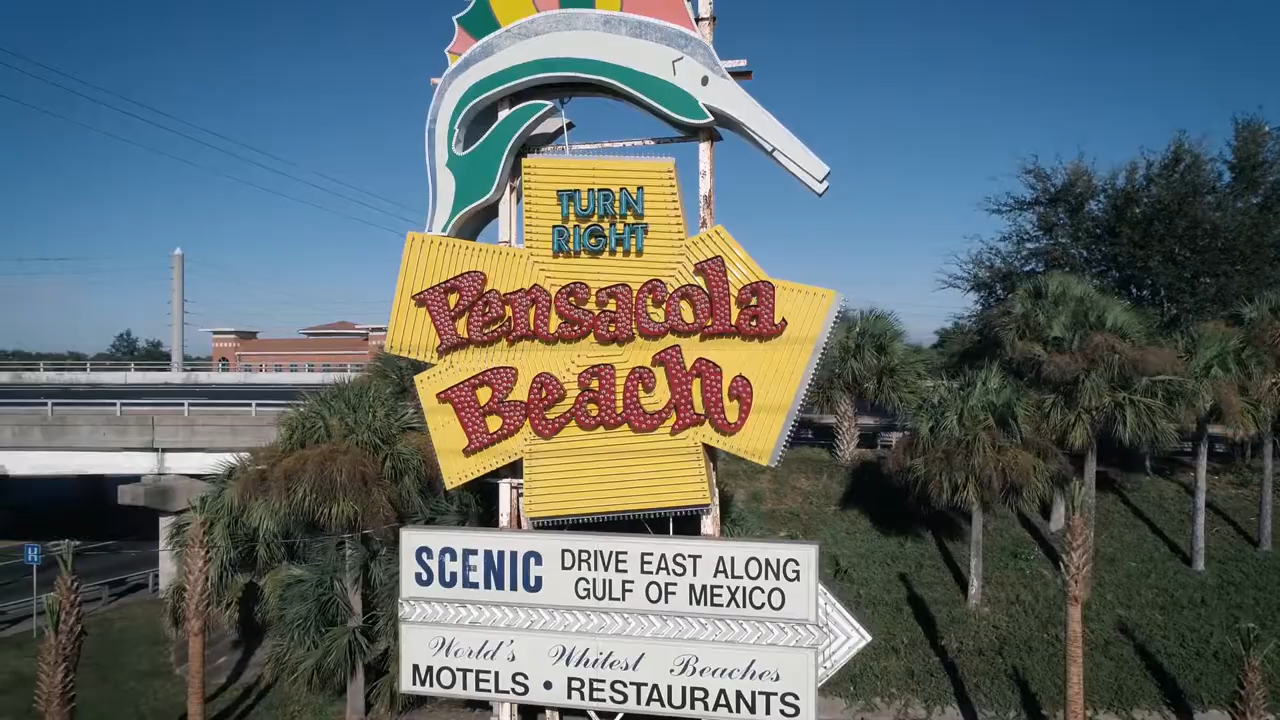 TURN
RIGHT
Pensacola
Beach
SCENIC DRIVE EAST ALONG
GULF OF MEXICO
World's Whitest Beaches
MOTELS • RESTAURANTS
H